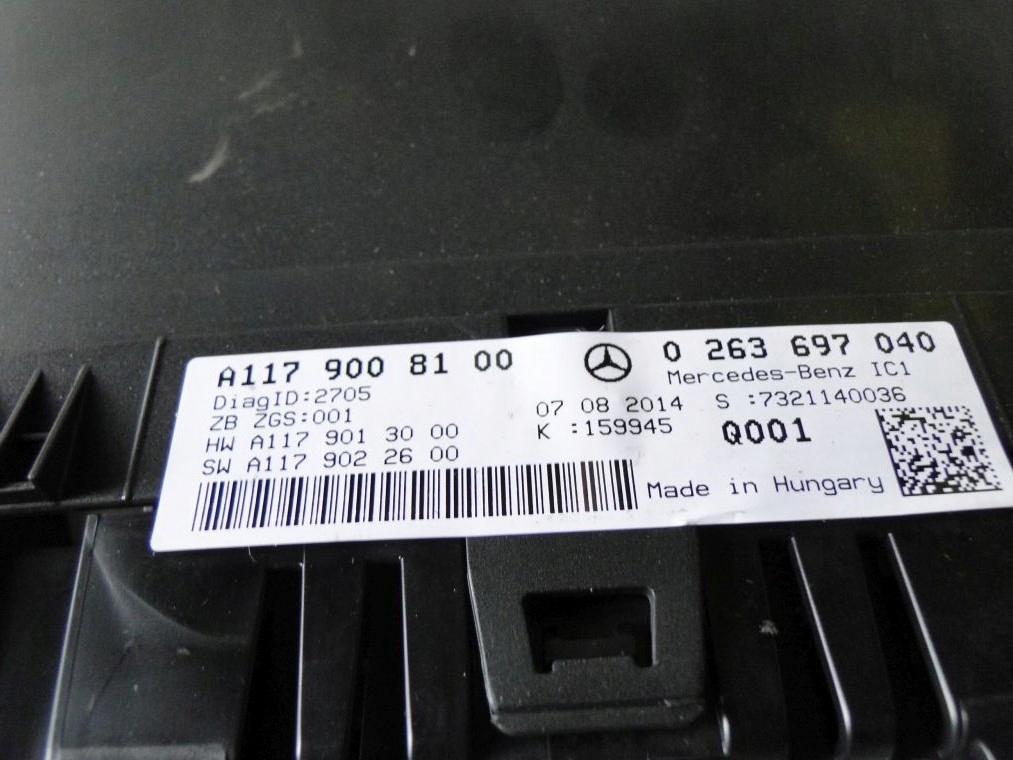 A117 900 81 00
0 263 697 040
DiagID:2705
Mercedes-Benz IC1
ZB ZGS:001
07 08 2014 S :7321140036
HW A117 901 30 00
K :159945
Q001
SW A117 902 26 00
Made in Hungary